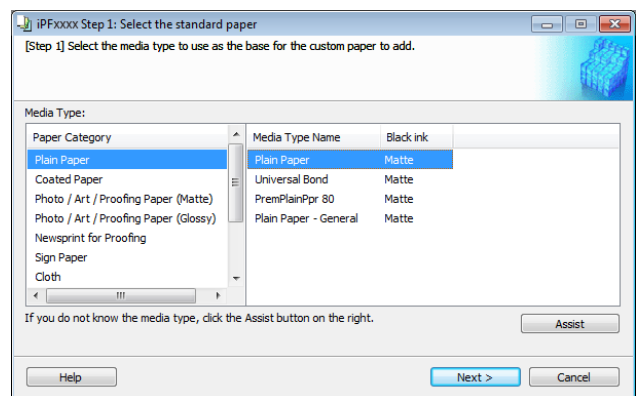 iPFxxxx Step 1: Select the standard paper
[Step 1] Select the media type to use as the base for the custom paper to add.
Media Type:
Paper Category
Plain Paper
Coated Paper
Photo / Art / Proofing Paper (Matte)
Photo / Art / Proofing Paper (Glossy)
Newsprint for Proofing
Sign Paper
Cloth
Media Type Name Black ink
Plain Paper Matte
Universal Bond Matte
PremPlainPpr 80 Matte
Plain Paper - General Matte
If you do not know the media type, click the Assist button on the right.
Assist
Help
Next >
Cancel